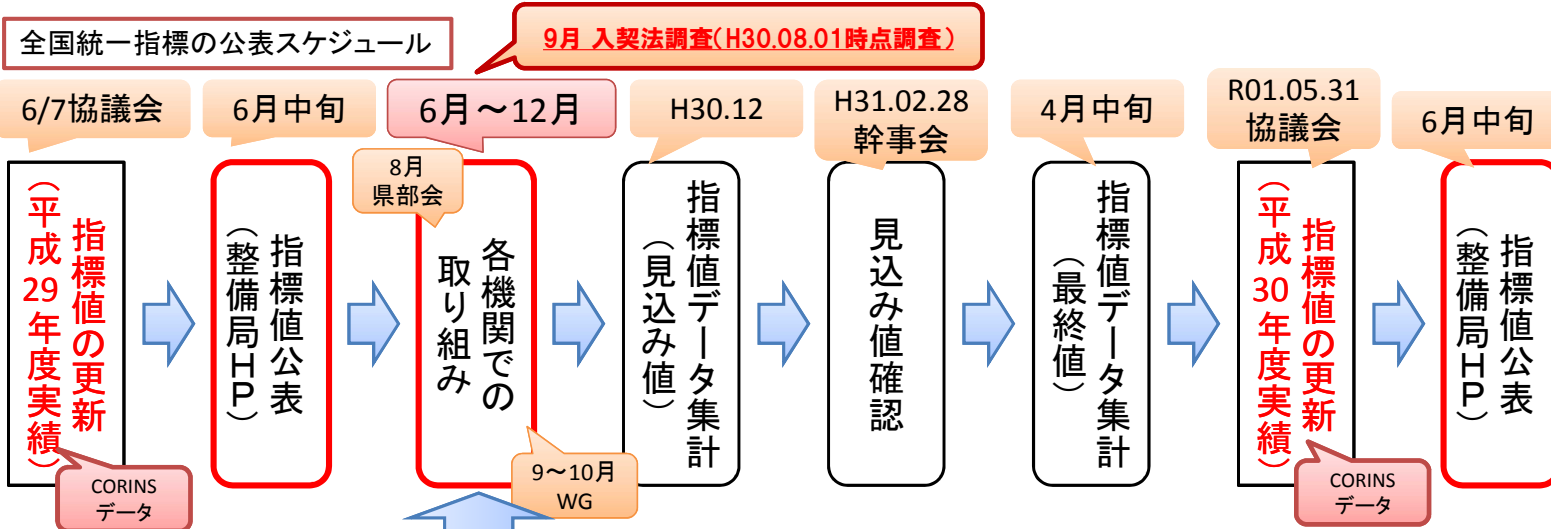 全国統一指標の公表スケジュール
9月 入契法調査(H30.08.01時点調査)
6/7協議会
6月中旬
6月～12月
H30.12
H31.02.28
幹事会
4月中旬
R01.05.31
協議会
6月中旬
指標値の更新
(平成29年度実績)
CORINS
データ
指標値公表
(整備局ＨＰ)
8月
県部会
各機関での
取り組み
9～10月
WG
指標値データ集計
(見込み値)
見込み値確認
指標値データ集計
(最終値)
指標値の更新
(平成30年度実績)
CORINS
データ
指標値公表
(整備局ＨＰ)